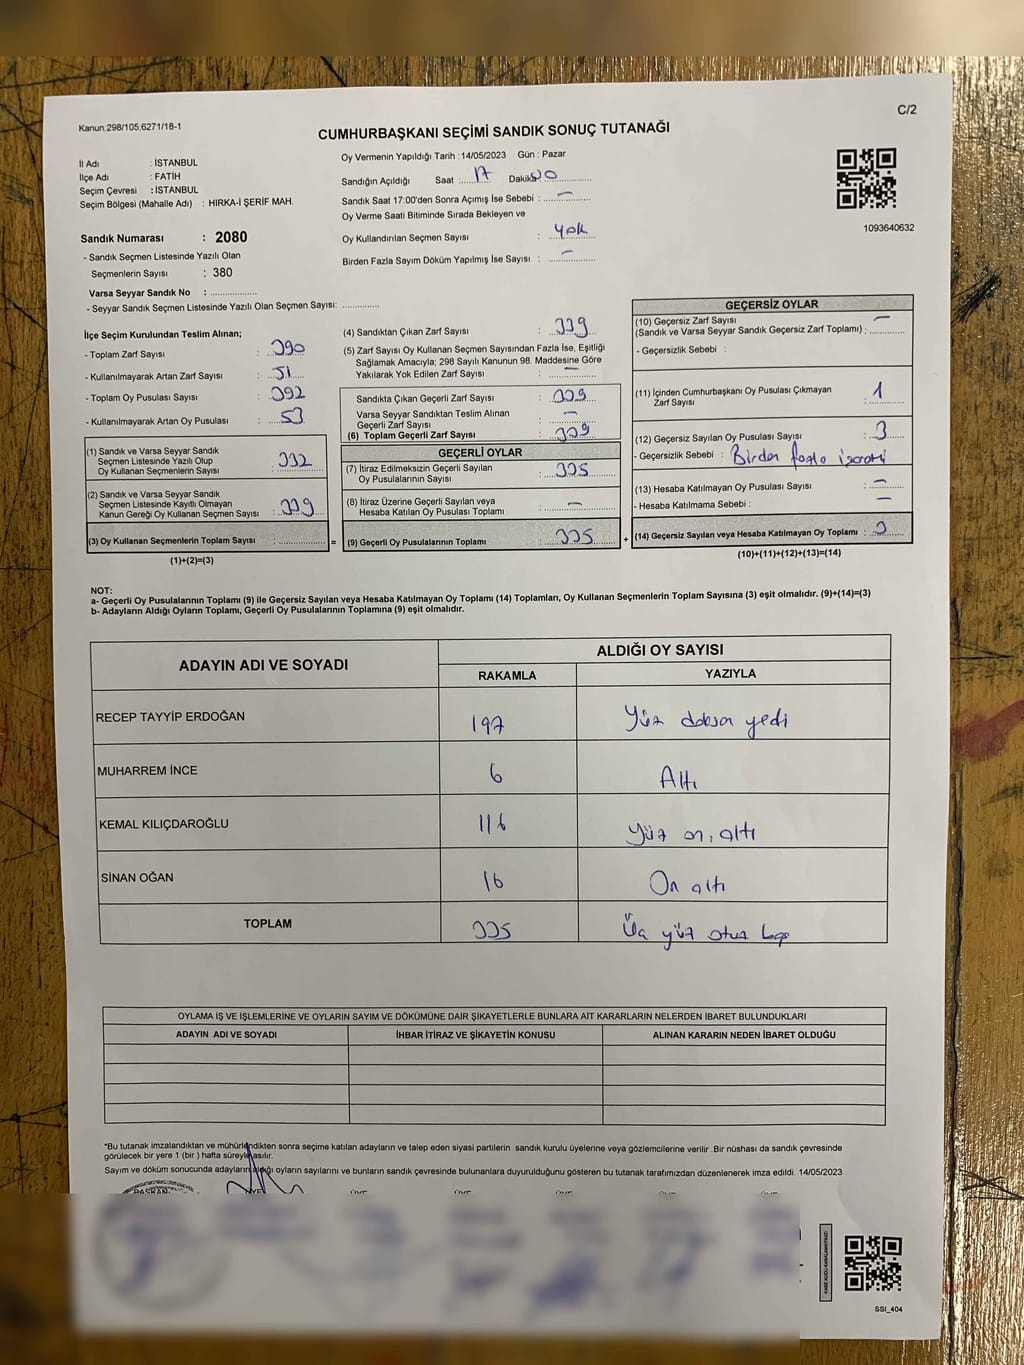 C/2
Kanun:298/105;6271/18-1
CUMHURBAŞKANI SEÇİMİ SANDIK SONUÇ TUTANAĞI
İl Adı : İSTANBUL
İlçe Adı : FATİH
Seçim Çevresi : İSTANBUL
Seçim Bölgesi (Mahalle Adı) : HIRKA-İ ŞERİF MAH.
Sandık Numarası : 2080
- Sandık Seçmen Listesinde Yazılı Olan
Seçmenlerin Sayısı : 380
Varsa Seyyar Sandık No :
- Seyyar Sandık Seçmen Listesinde Yazılı Olan Seçmen Sayısı:
Oy Vermenin Yapıldığı Tarih : 14/05/2023 Gün : Pazar
Sandığın Açıldığı Saat : 17 Dakika
Sandık Saat 17:00'den Sonra Açımış İse Sebebi : -
Oy Verme Saati Bitiminde Sırada Bekleyen ve
Oy Kullandırılan Seçmen Sayısı : Yok
Birden Fazla Sayım Döküm Yapılmış İse Sayısı : -
1093640632
İlçe Seçim Kurulundan Teslim Alınan;
- Toplam Zarf Sayısı : 390
- Kullanılmayarak Artan Zarf Sayısı : 51
- Toplam Oy Pusulası Sayısı : 392
- Kullanılmayarak Artan Oy Pusulası : 53
(1) Sandık ve Varsa Seyyar Sandık
Seçmen Listesinde Yazılı Olup
Oy Kullanan Seçmenlerin Sayısı : 332
(2) Sandık ve Varsa Seyyar Sandık
Seçmen Listesinde Kayıtlı Olmayan
Kanun Gereği Oy Kullanan Seçmen Sayısı : 339
(3) Oy Kullanan Seçmenlerin Toplam Sayısı :
(1)+(2)=(3)
(4) Sandıktan Çıkan Zarf Sayısı : 339
(5) Zarf Sayısı Oy Kullanan Seçmen Sayısından Fazla İse, Eşitliği
Sağlamak Amacıyla; 298 Sayılı Kanunun 98. Maddesine Göre
Yakılarak Yok Edilen Zarf Sayısı : -
Sandıkta Çıkan Geçerli Zarf Sayısı : 339
Varsa Seyyar Sandıktan Teslim Alınan
Geçerli Zarf Sayısı : -
(6) Toplam Geçerli Zarf Sayısı : 339
GEÇERLİ OYLAR
(7) İtiraz Edilmeksizin Geçerli Sayılan
Oy Pusulalarının Sayısı : 335
(8) İtiraz Üzerine Geçerli Sayılan veya
Hesaba Katılan Oy Pusulası Toplamı : -
(9) Geçerli Oy Pusulalarının Toplamı : 335
GEÇERSİZ OYLAR
(10) Geçersiz Zarf Sayısı
(Sandık ve Varsa Seyyar Sandık Geçersiz Zarf Toplamı) : -
- Geçersizlik Sebebi :
(11) İçinden Cumhurbaşkanı Oy Pusulası Çıkmayan
Zarf Sayısı : 1
(12) Geçersiz Sayılan Oy Pusulası Sayısı : 3
- Geçersizlik Sebebi : Birden fazla
(13) Hesaba Katılmayan Oy Pusulası Sayısı : -
- Hesaba Katılmama Sebebi : -
(14) Geçersiz Sayılan veya Hesaba Katılmayan Oy Toplamı :
(10)+(11)+(12)+(13)=(14)
NOT:
a- Geçerli Oy Pusulalarının Toplamı (9) ile Geçersiz Sayılan veya Hesaba Katılmayan Oy Toplamı (14) Toplamları, Oy Kullanan Seçmenlerin Toplam Sayısına (3) eşit olmalıdır. (9)+(14)=(3)
b- Adayların Aldığı Oyların Toplamı, Geçerli Oy Pusulalarının Toplamına (9) eşit olmalıdır.
ADAYIN ADI VE SOYADI
ALDIĞI OY SAYISI
RAKAMLA YAZIYLA
RECEP TAYYİP ERDOĞAN 197 Yüz doksan yedi
MUHARREM İNCE 6 Altı
KEMAL KILIÇDAROĞLU 116 Yüz on altı
SİNAN OĞAN 16 On altı
TOPLAM 335 Üç yüz otuz beş
OYLAMA İŞ VE İŞLEMLERİNE VE OYLARIN SAYIM VE DÖKÜMÜNE DAİR ŞİKAYETLERLE BUNLARA AİT KARARLARIN NELERDEN İBARET BULUNDUKLARI
ADAYIN ADI VE SOYADI İHBAR İTİRAZ VE ŞİKAYETİN KONUSU ALINAN KARARIN NEDEN İBARET OLDUĞU
*Bu tutanak imzalandıktan ve mühürlendikten sonra seçime katılan adayların ve talep eden siyasi partilerin sandık kurulu üyelerine veya gözlemcilerine verilir .Bir nüshası da sandık çevresinde
görülecek bir yere 1 (bir ) hafta süreyle asılır.
Sayım ve döküm sonucunda adayların aldığı oyların sayılarını ve bunların sandık çevresinde bulunanlara duyurulduğunu gösteren bu tutanak tarafımızdan düzenlenerek imza edildi. 14/05/2023
SSI_404